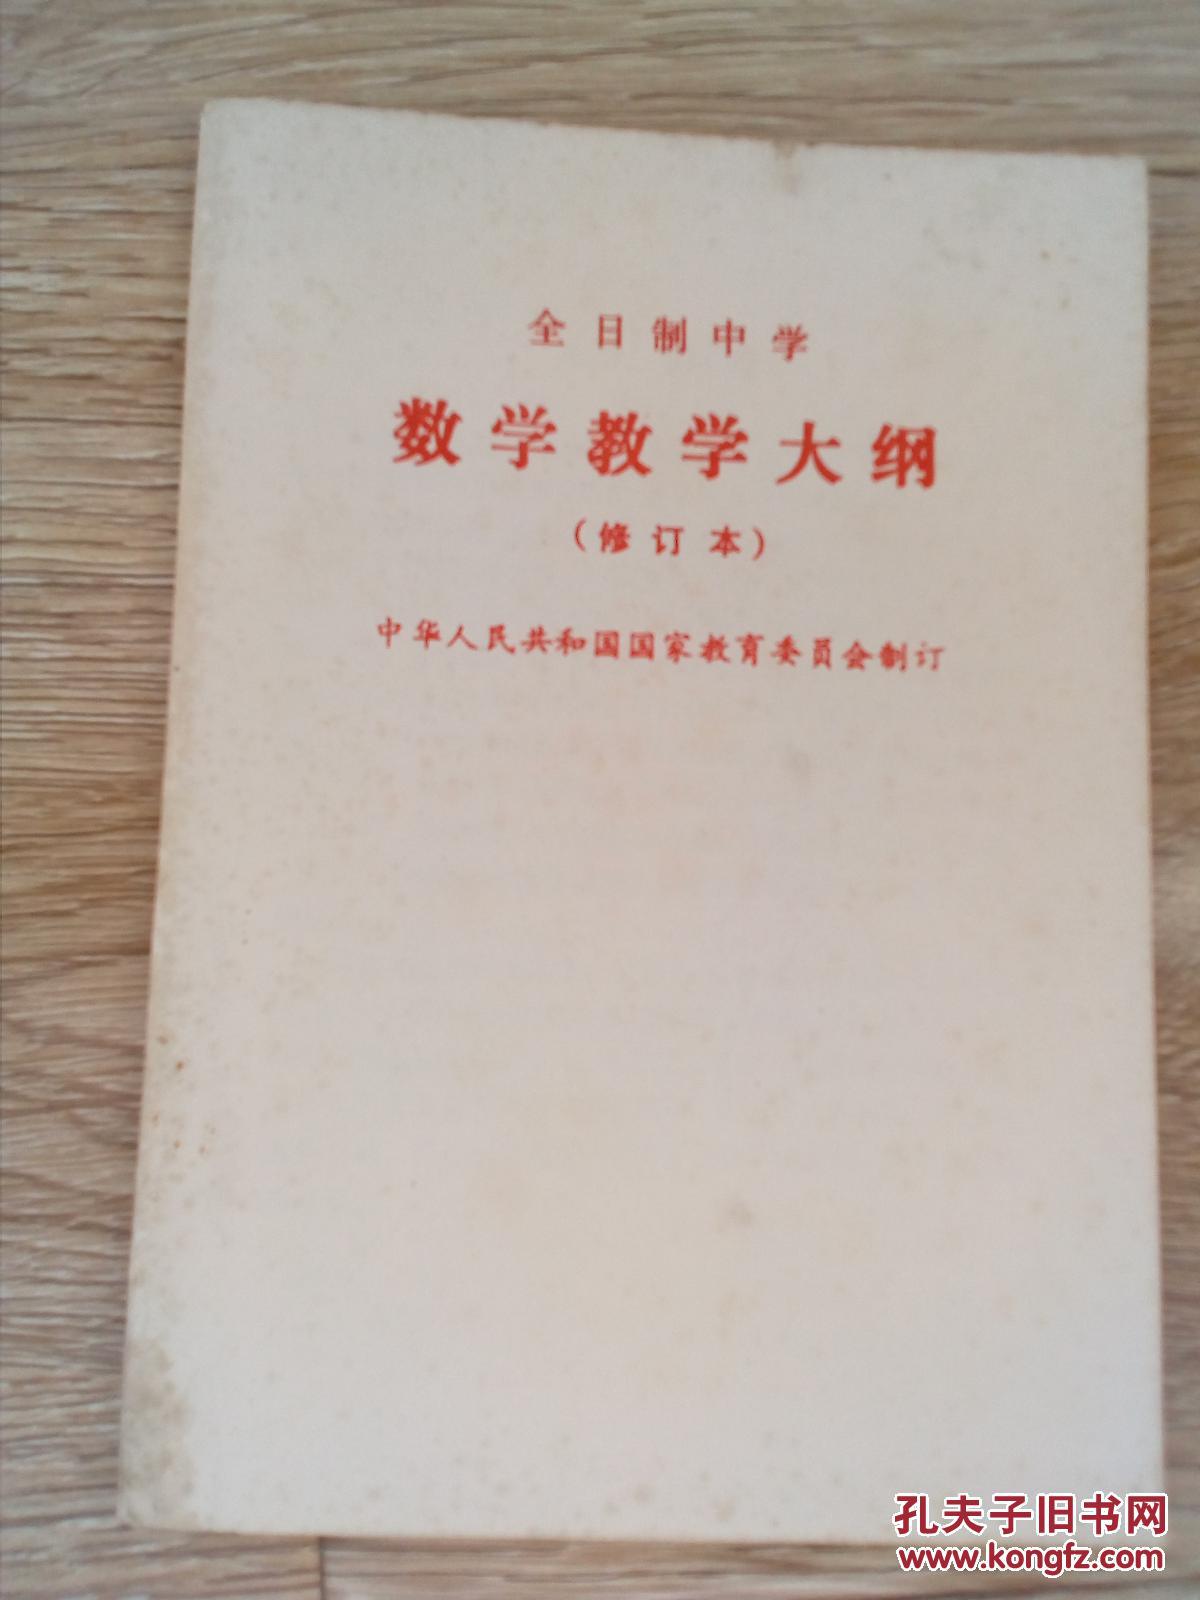 全日制中学
数学教学大纲
(修订本)
中华人民共和国国家教育委员会制订
孔夫子旧书网
www.kongfz.com